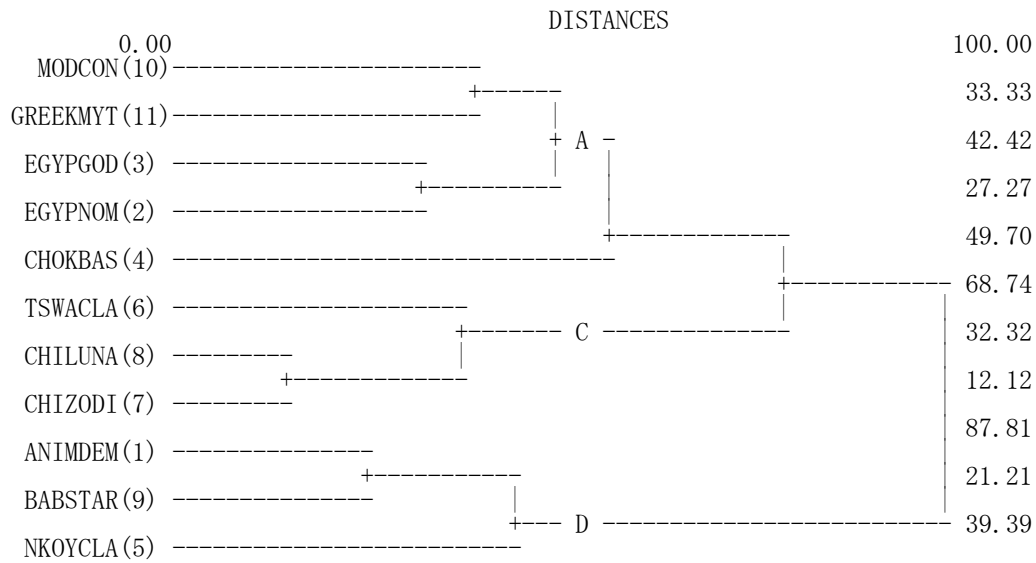 DISTANCES
0.00 100.00
MODCON(10)
33.33
GREEKMYT(11)
A 42.42
EGYPGOD(3)
27.27
EGYPNOM(2)
49.70
CHOKBAS(4)
68.74
TSWACLA(6)
C 32.32
CHILUNA(8)
12.12
CHIZODI(7)
87.81
ANIMDEM(1)
21.21
BABSTAR(9)
D 39.39
NKOYCLA(5)